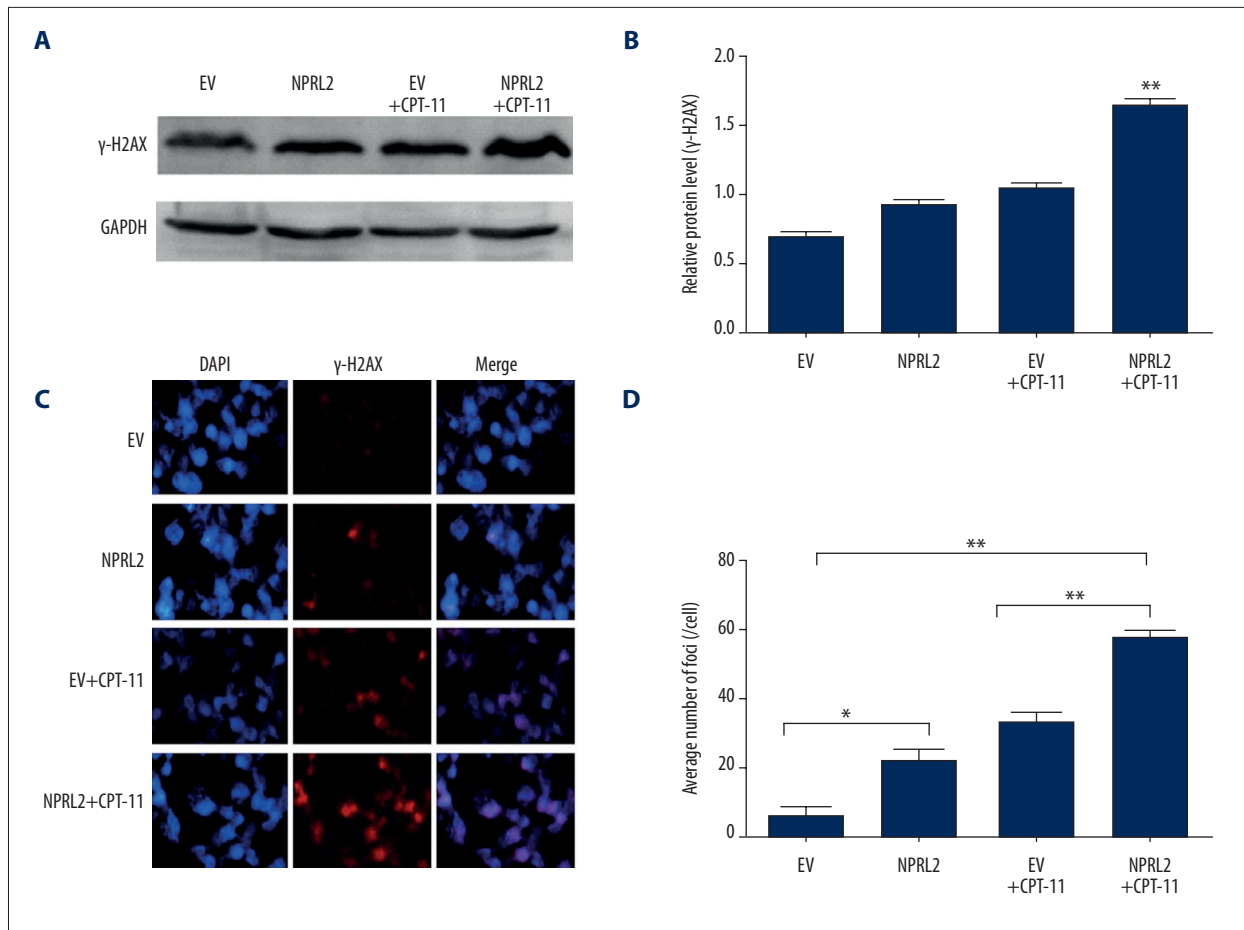 A
EV
NPRL2
EV
+CPT-11
NPRL2
+CPT-11
γ-H2AX
GAPDH
B
Relative protein level (γ-H2AX)
2.0
1.5
1.0
0.5
0.0
**
EV
NPRL2
EV
+CPT-11
NPRL2
+CPT-11
C
DAPI
γ-H2AX
Merge
EV
NPRL2
EV+CPT-11
NPRL2+CPT-11
D
Average number of foci (/cell)
80
60
40
20
0
**
**
*
EV
NPRL2
EV
+CPT-11
NPRL2
+CPT-11